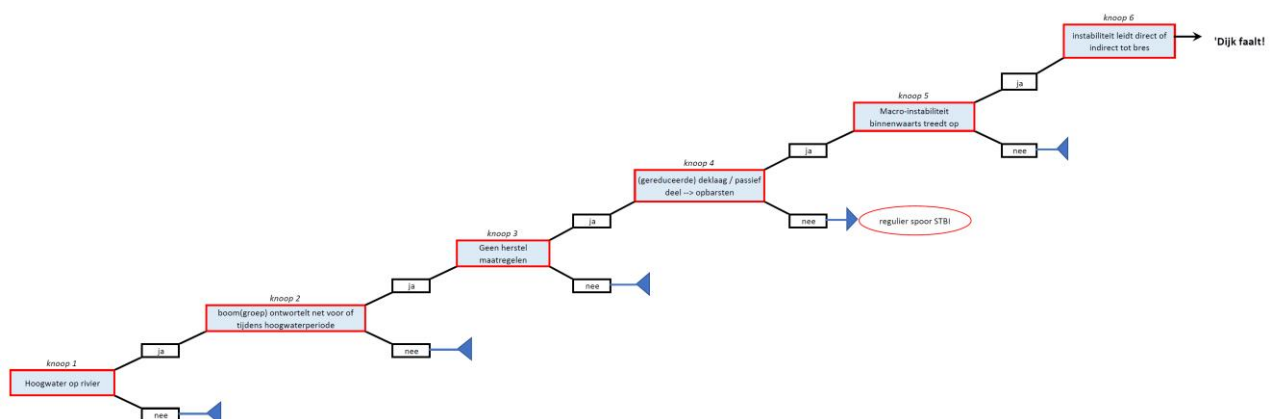 knoop 6
instabiliteit leidt direct of
indirect tot bres
'Dijk faalt!
ja
knoop 5
Macro-instabiliteit
binnenwaarts treedt op
nee
ja
knoop 4
(gereduceerde) deklaag / passief
deel --> opbarsten
nee
regulier spoor STBI
ja
knoop 3
Geen herstel
maatregelen
nee
ja
knoop 2
boom(groep) ontwortelt net voor of
tijdens hoogwaterperiode
nee
ja
knoop 1
Hoogwater op rivier
nee